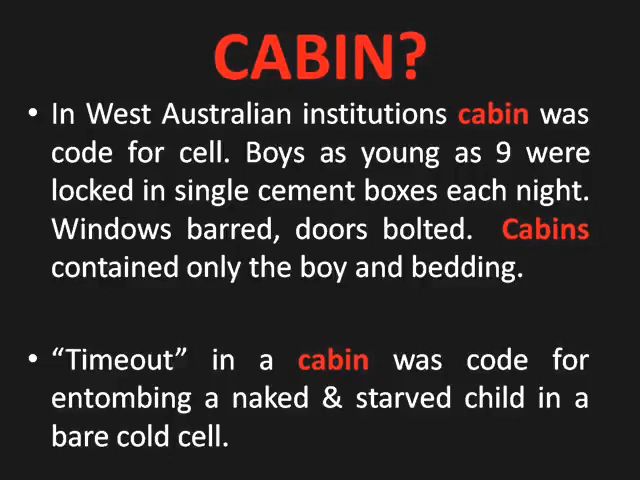 CABIN?
• In West Australian institutions cabin was
code for cell. Boys as young as 9 were
locked in single cement boxes each night.
Windows barred, doors bolted. Cabins
contained only the boy and bedding.
• “Timeout” in a cabin was code for
entombing a naked & starved child in a
bare cold cell.